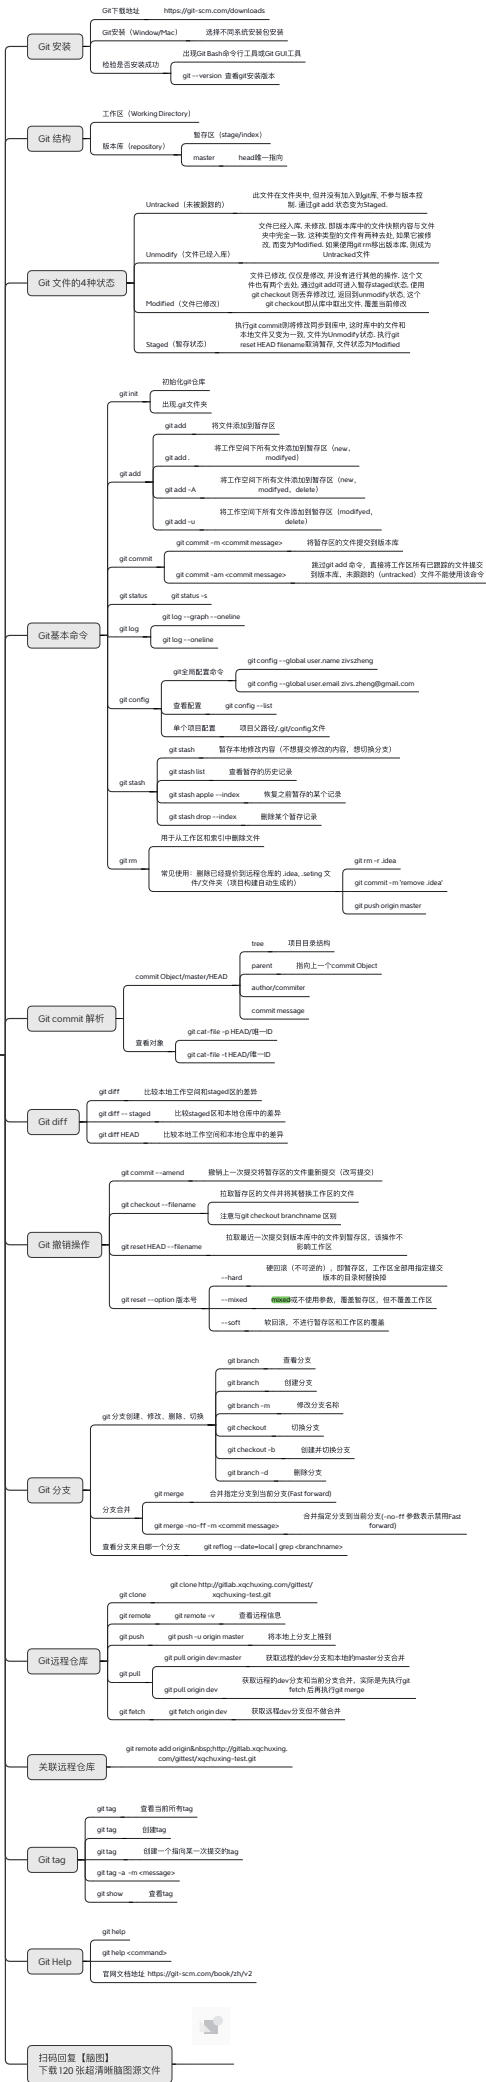 Git 安装
Git下载地址 https://git-scm.com/downloads
Git安装（Window/Mac） 选择不同系统安装包安装
检验是否安装成功
出现Git Bash命令行工具或Git GUI工具
git --version 查看git安装版本
Git 结构
工作区（Working Directory）
版本库（repository）
暂存区（stage/index）
master head唯一指向
Git 文件的4种状态
Untracked（未被跟踪的）
此文件在文件夹中, 但并没有加入到git库, 不参与版本控
制. 通过git add 状态变为Staged.
Unmodify（文件已经入库）
文件已经入库, 未修改, 即版本库中的文件快照内容与文件
夹中完全一致. 这种类型的文件有两种去处, 如果它被修
改, 而变为Modified. 如果使用git rm移出版本库, 则成为
Untracked文件
Modified（文件已修改）
文件已修改, 仅仅是修改, 并没有进行其他的操作. 这个文
件也有两个去处, 通过git add可进入暂存staged状态, 使用
git checkout 则丢弃修改过, 返回到unmodify状态, 这个
git checkout即从库中取出文件, 覆盖当前修改
Staged（暂存状态）
执行git commit则将修改同步到库中, 这时库中的文件和
本地文件又变为一致, 文件为Unmodify状态. 执行git
reset HEAD filename取消暂存, 文件状态为Modified
Git基本命令
git init
初始化git仓库
出现.git文件夹
git add
git add 将文件添加到暂存区
git add . 将工作空间下所有文件添加到暂存区（new，
modifyed）
git add -A 将工作空间下所有文件添加到暂存区（new，
modifyed，delete）
git add -u 将工作空间下所有文件添加到暂存区（modifyed，
delete）
git commit
git commit -m <commit message> 将暂存区的文件提交到版本库
git commit -am <commit message> 跳过git add 命令，直接将工作区所有已跟踪的文件提交
到版本库，未跟踪的（untracked）文件不能使用该命令
git status git status -s
git log
git log --graph --oneline
git log --oneline
git config
git全局配置命令
git config --global user.name zivszheng
git config --global user.email zivs.zheng@gmail.com
查看配置 git config --list
单个项目配置 项目父路径/.git/config文件
git stash
git stash 暂存本地修改内容（不想提交修改的内容，想切换分支）
git stash list 查看暂存的历史记录
git stash apple --index 恢复之前暂存的某个记录
git stash drop --index 删除某个暂存记录
git rm
用于从工作区和索引中删除文件
常见使用：删除已经提价到远程仓库的 .idea, .seting 文
件/文件夹（项目构建自动生成的）
git rm -r .idea
git commit -m 'remove .idea'
git push origin master
Git commit 解析
commit Object/master/HEAD
tree 项目目录结构
parent 指向上一个commit Object
author/commiter
commit message
查看对象
git cat-file -p HEAD/唯一ID
git cat-file -t HEAD/唯一ID
Git diff
git diff 比较本地工作空间和staged区的差异
git diff -- staged 比较staged区和本地仓库中的差异
git diff HEAD 比较本地工作空间和本地仓库中的差异
Git 撤销操作
git commit --amend 撤销上一次提交将暂存区的文件重新提交（改写提交）
git checkout --filename
拉取暂存区的文件并将其替换工作区的文件
注意与git checkout branchname 区别
git reset HEAD --filename 拉取最近一次提交到版本库中的文件到暂存区，该操作不
影响工作区
git reset --option 版本号
--hard 硬回滚（不可逆的），即暂存区，工作区全部用指定提交
版本的目录树替换掉
--mixed mixed或不使用参数，覆盖暂存区，但不覆盖工作区
--soft 软回滚，不进行暂存区和工作区的覆盖
Git 分支
git 分支创建、修改、删除、切换
git branch 查看分支
git branch 创建分支
git branch -m 修改分支名称
git checkout 切换分支
git checkout -b 创建并切换分支
git branch -d 删除分支
分支合并
git merge 合并指定分支到当前分支(Fast forward)
git merge -no-ff -m <commit message> 合并指定分支到当前分支(-no-ff 参数表示禁用Fast
forward)
查看分支来自哪一个分支 git reflog --date=local | grep <branchname>
Git远程仓库
git clone
git clone http://gitlab.xqchuxing.com/gittest/
xqchuxing-test.git
git remote git remote -v 查看远程信息
git push git push -u origin master 将本地上分支上推到
git pull
git pull origin dev:master 获取远程的dev分支和本地的master分支合并
git pull origin dev 获取远程的dev分支和当前分支合并，实际是先执行git
fetch 后再执行git merge
git fetch git fetch origin dev 获取远程dev分支但不做合并
关联远程仓库
git remote add origin&nbsp;http://gitlab.xqchuxing.
com/gittest/xqchuxing-test.git
Git tag
git tag 查看当前所有tag
git tag 创建tag
git tag 创建一个指向某一次提交的tag
git tag -a -m <message>
git show 查看tag
Git Help
git help
git help <command>
官网文档地址 https://git-scm.com/book/zh/v2
扫码回复【脑图】
下载120 张超清晰脑图源文件